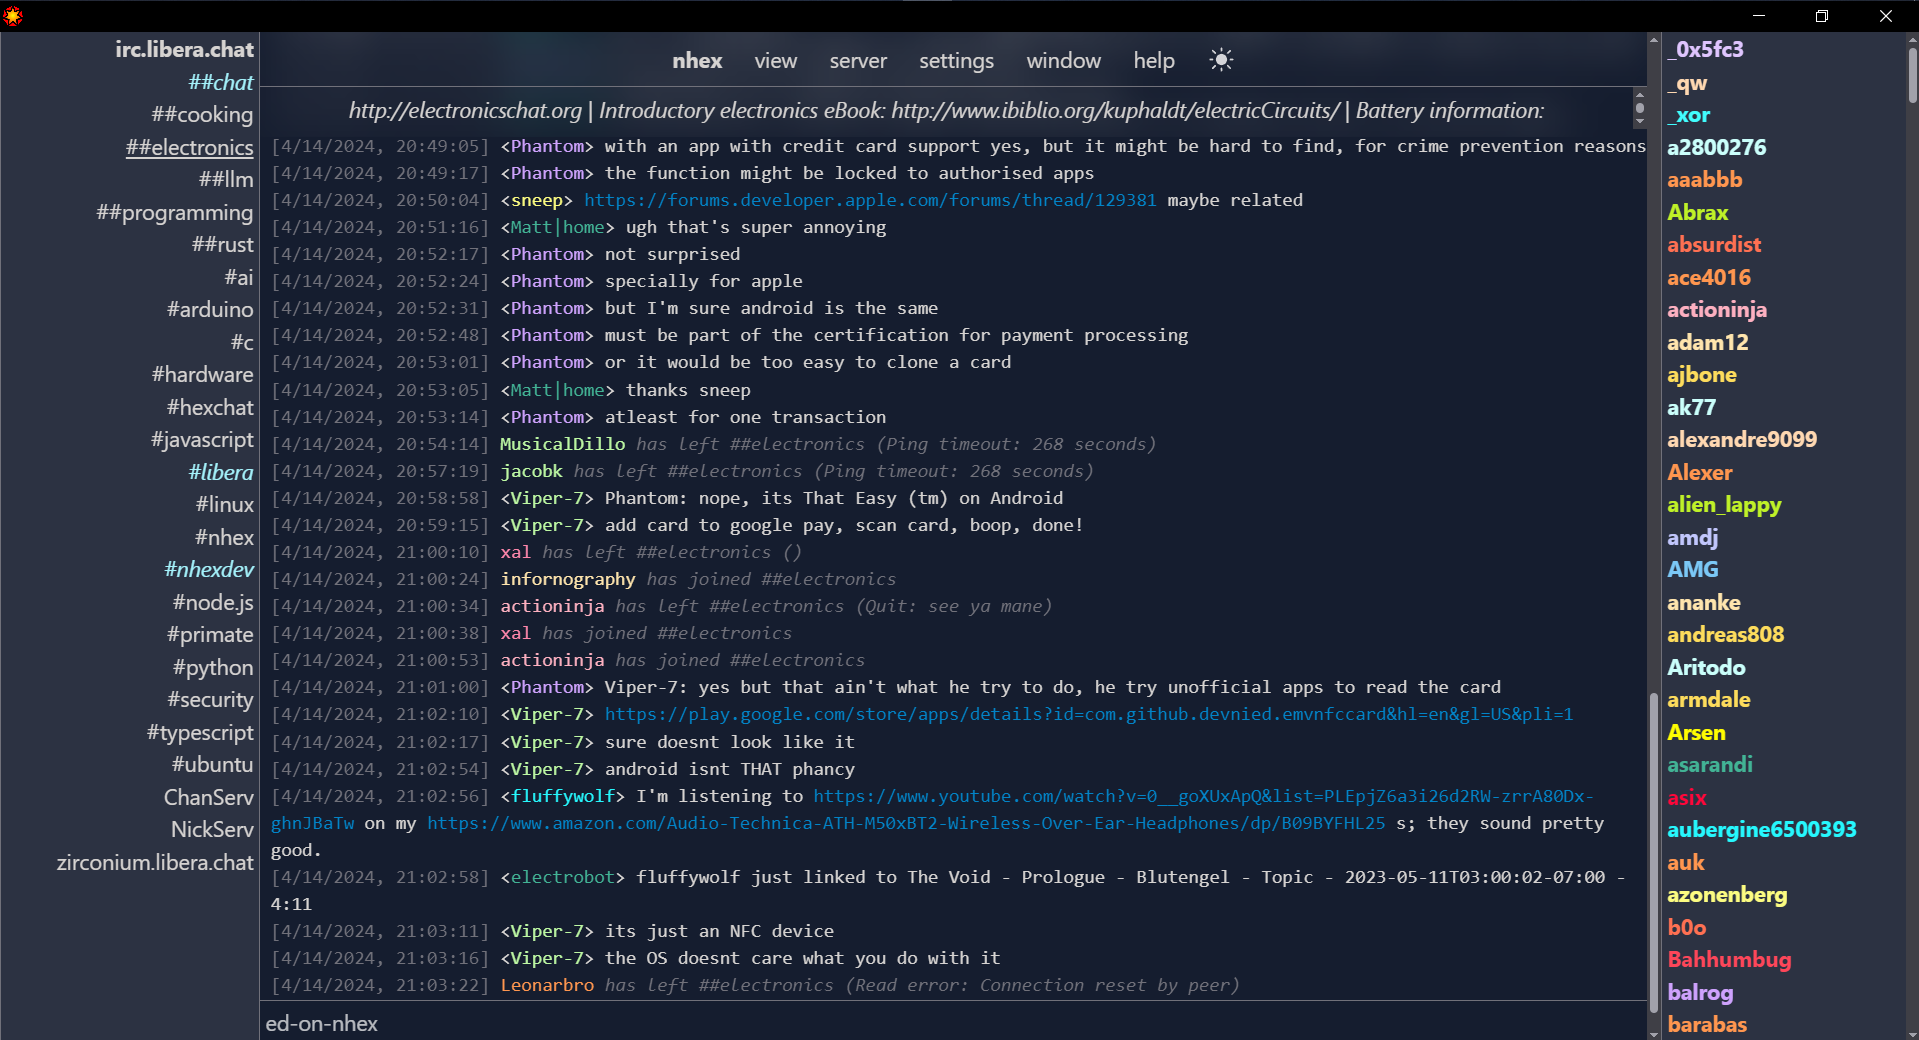 nhex view server settings window help
irc.libera.chat
##chat
##cooking
##electronics
##llm
##programming
##rust
#ai
#arduino
#c
#hardware
#hexchat
#javascript
#libera
#linux
#nhex
#nhexdev
#node.js
#primate
#python
#security
#typescript
#ubuntu
ChanServ
NickServ
zirconium.libera.chat
http://electronicschat.org | Introductory electronics eBook: http://www.ibiblio.org/kuphaldt/electricCircuits/ | Battery information:
[4/14/2024, 20:49:05] <Phantom> with an app with credit card support yes, but it might be hard to find, for crime prevention reasons
[4/14/2024, 20:49:17] <Phantom> the function might be locked to authorised apps
[4/14/2024, 20:50:04] <sneep> https://forums.developer.apple.com/forums/thread/129381 maybe related
[4/14/2024, 20:51:16] <Matt|home> ugh that's super annoying
[4/14/2024, 20:52:17] <Phantom> not surprised
[4/14/2024, 20:52:24] <Phantom> specially for apple
[4/14/2024, 20:52:31] <Phantom> but I'm sure android is the same
[4/14/2024, 20:52:48] <Phantom> must be part of the certification for payment processing
[4/14/2024, 20:53:01] <Phantom> or it would be too easy to clone a card
[4/14/2024, 20:53:05] <Matt|home> thanks sneep
[4/14/2024, 20:53:14] <Phantom> atleast for one transaction
[4/14/2024, 20:54:14] MusicalDillo has left ##electronics (Ping timeout: 268 seconds)
[4/14/2024, 20:57:19] jacobk has left ##electronics (Ping timeout: 268 seconds)
[4/14/2024, 20:58:58] <Viper-7> Phantom: nope, its That Easy (tm) on Android
[4/14/2024, 20:59:15] <Viper-7> add card to google pay, scan card, boop, done!
[4/14/2024, 21:00:10] xal has left ##electronics ()
[4/14/2024, 21:00:24] infornography has joined ##electronics
[4/14/2024, 21:00:34] actioninja has left ##electronics (Quit: see ya mane)
[4/14/2024, 21:00:38] xal has joined ##electronics
[4/14/2024, 21:00:53] actioninja has joined ##electronics
[4/14/2024, 21:01:00] <Phantom> Viper-7: yes but that ain't what he try to do, he try unofficial apps to read the card
[4/14/2024, 21:02:10] <Viper-7> https://play.google.com/store/apps/details?id=com.github.devnied.emvnfccard&hl=en&gl=US&pli=1
[4/14/2024, 21:02:17] <Viper-7> sure doesnt look like it
[4/14/2024, 21:02:54] <Viper-7> android isnt THAT phancy
[4/14/2024, 21:02:56] <fluffywolf> I'm listening to https://www.youtube.com/watch?v=0__goXUxApQ&list=PLEpjZ6a3i26d2RW-zrrA80Dx-
ghnJBaTw on my https://www.amazon.com/Audio-Technica-ATH-M50xBT2-Wireless-Over-Ear-Headphones/dp/B09BYFHL25 s; they sound pretty
good.
[4/14/2024, 21:02:58] <electrobot> fluffywolf just linked to The Void - Prologue - Blutengel - Topic - 2023-05-11T03:00:02-07:00 -
4:11
[4/14/2024, 21:03:11] <Viper-7> its just an NFC device
[4/14/2024, 21:03:16] <Viper-7> the OS doesnt care what you do with it
[4/14/2024, 21:03:22] Leonarbro has left ##electronics (Read error: Connection reset by peer)
ed-on-nhex
_0x5fc3
_qw
_xor
a2800276
aaabbb
Abrax
absurdist
ace4016
actioninja
adam12
ajbone
ak77
alexandre9099
Alexer
alien_lappy
amdj
AMG
ananke
andreas808
Aritodo
armdale
Arsen
asarandi
asix
aubergine6500393
auk
azonenberg
b0o
Bahhumbug
balrog
barabas